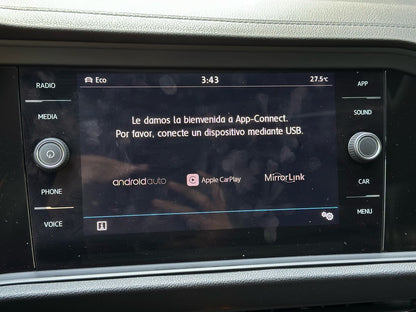 RADIO
Eco
3:43
27.5°C
APP
MEDIA
SOUND
Le damos la bienvenida a App-Connect.
Por favor, conecte un dispositivo mediante USB.
androidauto
Apple CarPlay
MirrorLink
PHONE
CAR
VOICE
MENU